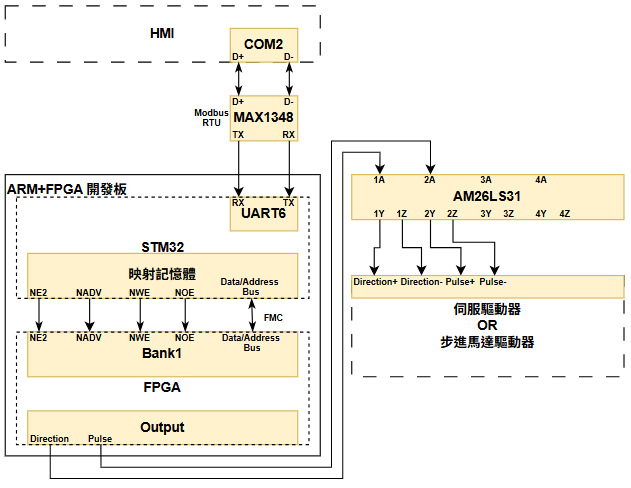 HMI
COM2
D+ D-
D+ D-
Modbus
RTU
MAX1348
TX RX
ARM+FPGA 開發板
RX TX
UART6
STM32
映射記憶體
NE2 NADV NWE NOE Data/Address
Bus
FMC
NE2 NADV NWE NOE Data/Address
Bus
Bank1
FPGA
Output
Direction Pulse
1A 2A 3A 4A
AM26LS31
1Y 1Z 2Y 2Z 3Y 3Z 4Y 4Z
Direction+ Direction- Pulse+ Pulse-
伺服驅動器
OR
步進馬達驅動器